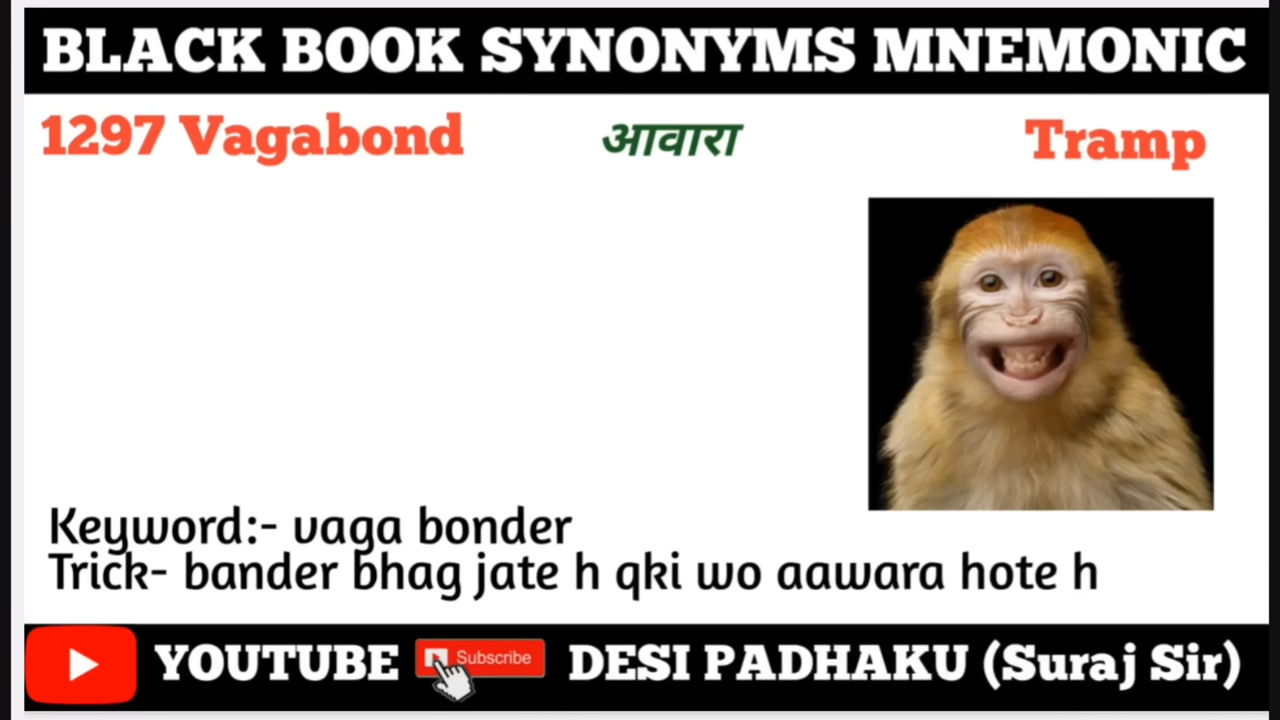 BLACK BOOK SYNONYMS MNEMONIC
1297 Vagabond आवारा Tramp
Keyword:- vaga bonder
Trick- bander bhag jate h qki wo aawara hote h
YOUTUBE Subscribe DESI PADHAKU (Suraj Sir)